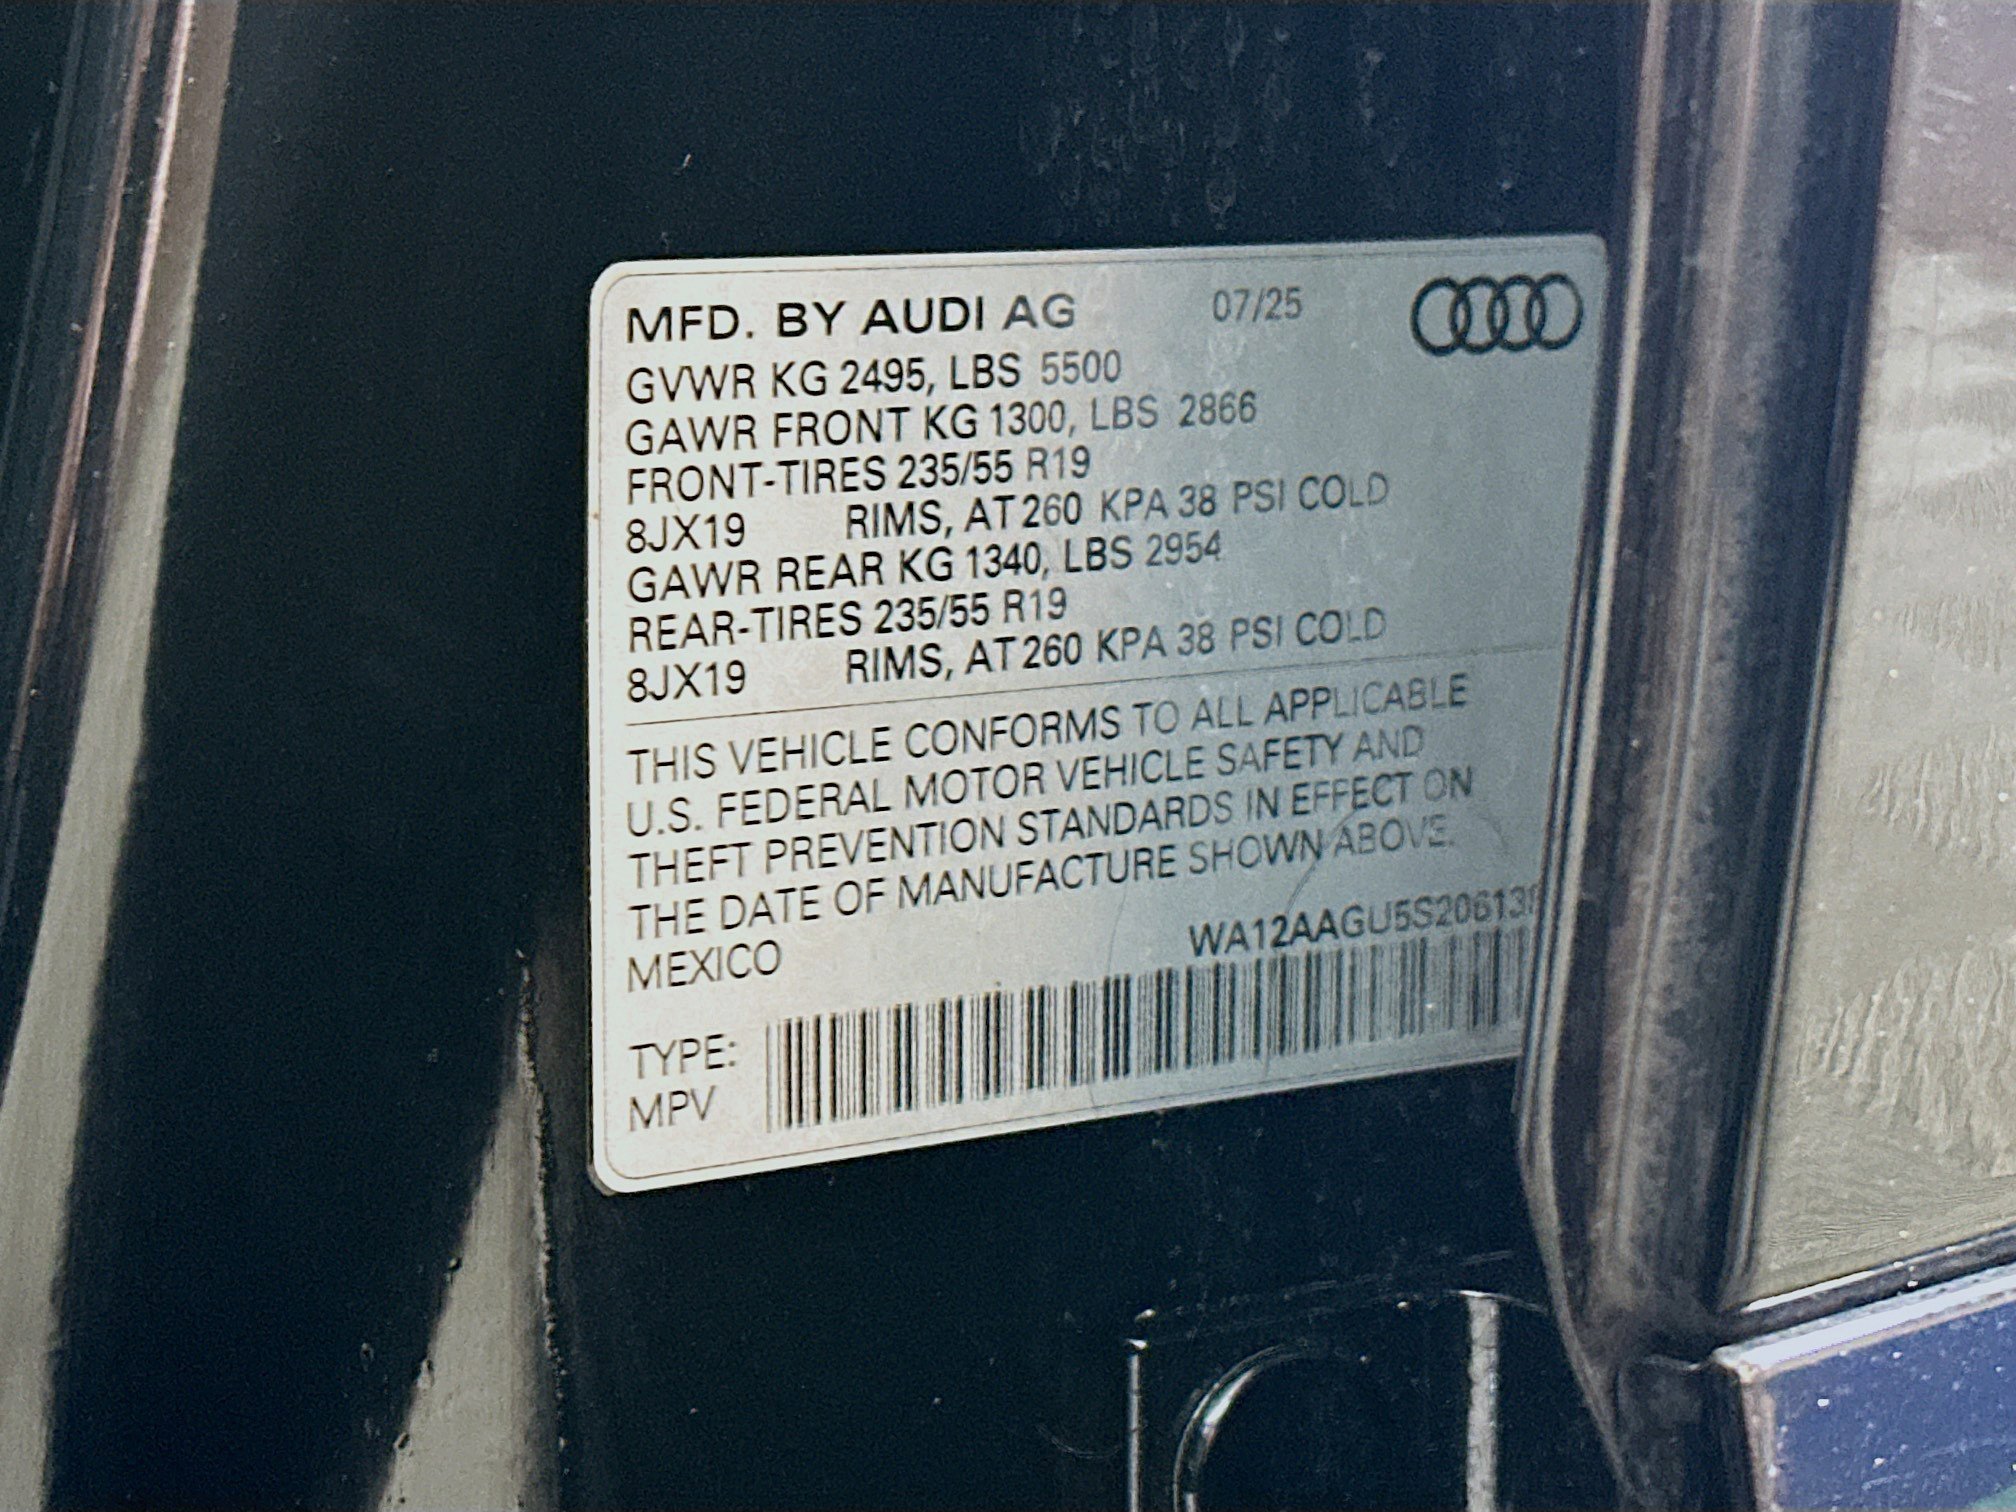 MFD. BY AUDI AG 07/25
GVWR KG 2495, LBS 5500
GAWR FRONT KG 1300, LBS 2866
FRONT-TIRES 235/55 R19
8JX19 RIMS, AT 260 KPA 38 PSI COLD
GAWR REAR KG 1340, LBS 2954
REAR-TIRES 235/55 R19
8JX19 RIMS, AT 260 KPA 38 PSI COLD
THIS VEHICLE CONFORMS TO ALL APPLICABLE
U.S. FEDERAL MOTOR VEHICLE SAFETY AND
THEFT PREVENTION STANDARDS IN EFFECT ON
THE DATE OF MANUFACTURE SHOWN ABOVE.
MEXICO
TYPE:
MPV